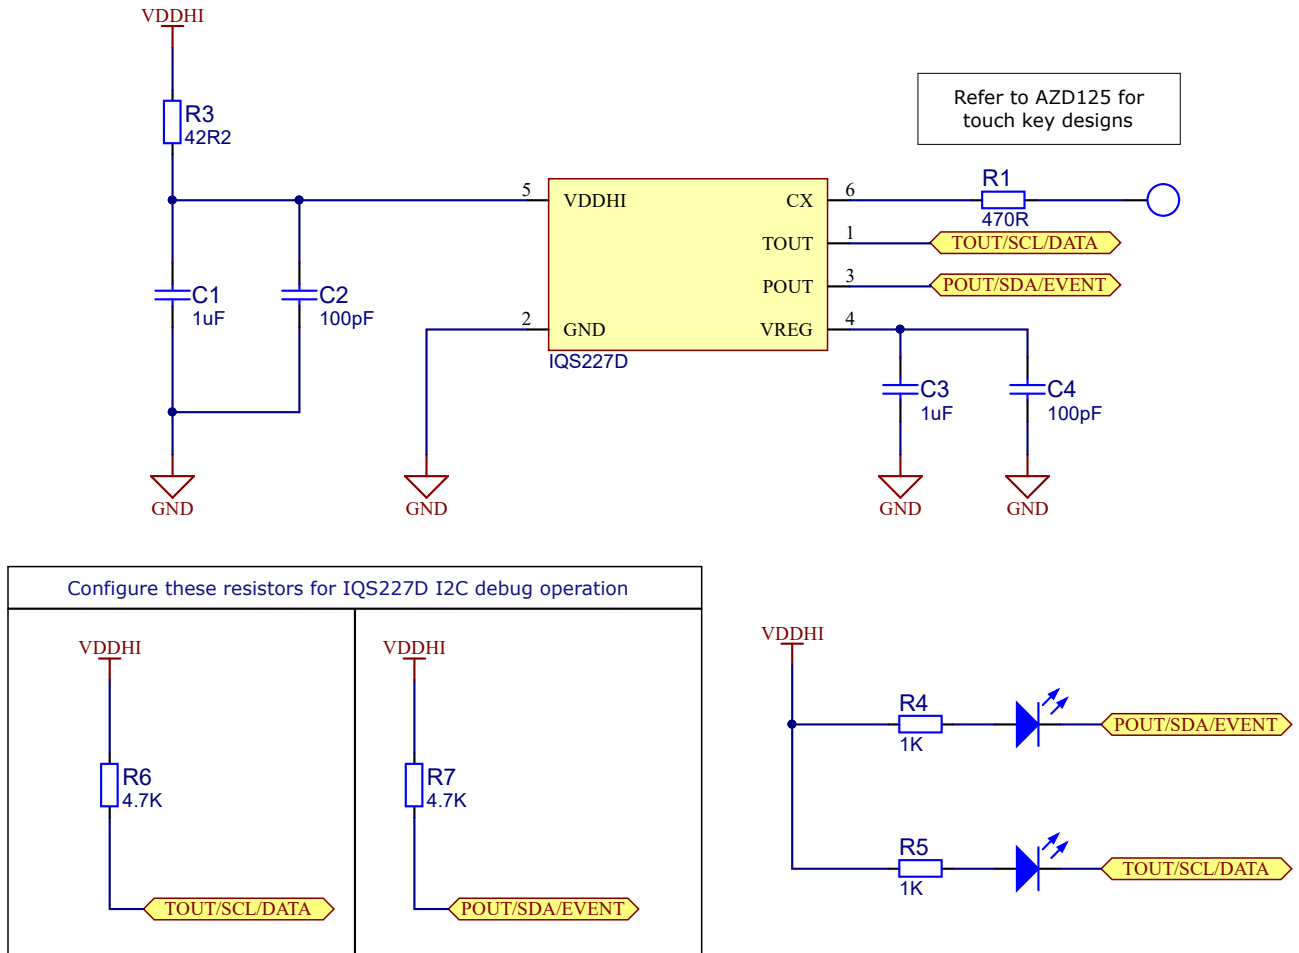 VDDHI
R3
42R2
C1
1uF
C2
100pF
GND
5
VDDHI
2
GND
IQS227D
GND
CX
6
TOUT
1
POUT
3
VREG
4
Refer to AZD125 for
touch key designs
R1
470R
TOUT/SCL/DATA
POUT/SDA/EVENT
C3
1uF
C4
100pF
GND
GND
Configure these resistors for IQS227D I2C debug operation
VDDHI
R6
4.7K
TOUT/SCL/DATA
VDDHI
R7
4.7K
POUT/SDA/EVENT
VDDHI
R4
1K
POUT/SDA/EVENT
R5
1K
TOUT/SCL/DATA